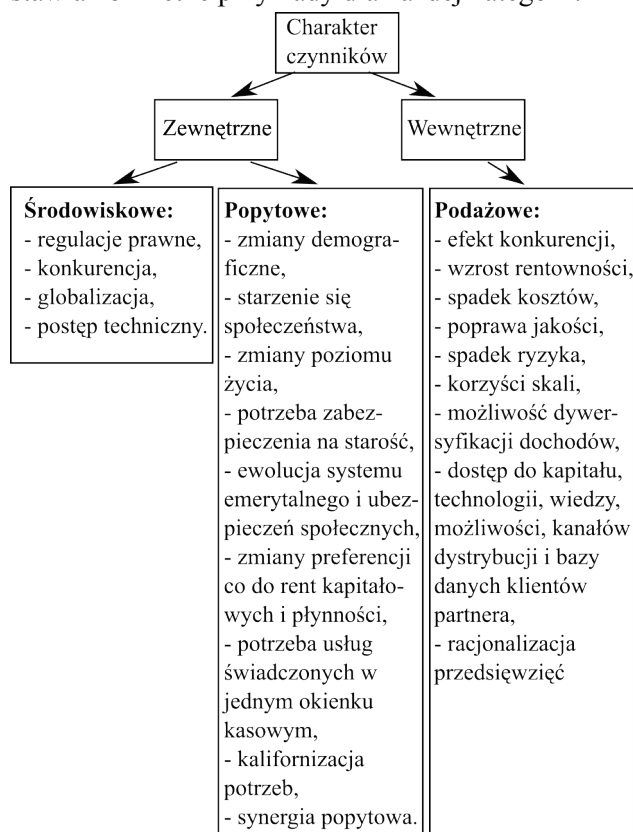 Charakter
czynników
Zewnętrzne
Wewnętrzne
Środowiskowe:
- regulacje prawne,
- konkurencja,
- globalizacja,
- postęp techniczny.
Popytowe:
- zmiany demogra-
ficzne,
- starzenie się
społeczeństwa,
- zmiany poziomu
życia,
- potrzeba zabez-
pieczenia na starość,
- ewolucja systemu
emerytalnego i ubez-
pieczeń społecznych,
- zmiany preferencji
co do rent kapitało-
wych i płynności,
- potrzeba usług
świadczonych w
jednym okienku
kasowym,
- kalifornizacja
potrzeb,
- synergia popytowa.
Podażowe:
- efekt konkurencji,
- wzrost rentowności,
- spadek kosztów,
- poprawa jakości,
- spadek ryzyka,
- korzyści skali,
- możliwość dywer-
syfikacji dochodów,
- dostęp do kapitału,
technologii, wiedzy,
możliwości, kanałów
dystrybucji i bazy
danych klientów
partnera,
- racjonalizacja
przedsięwzięć